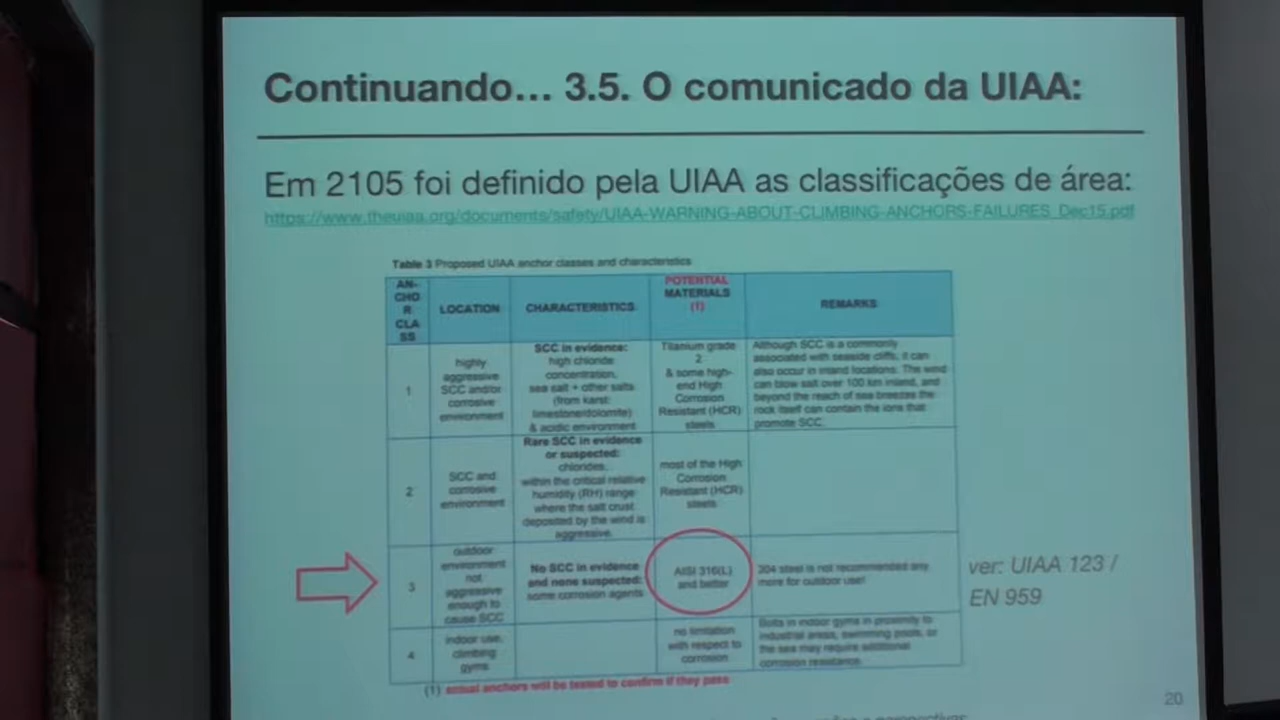 Continuando... 3.5. O comunicado da UIAA:
Em 2105 foi definido pela UIAA as classificações de área:
https://www.theuiaa.org/documents/safety/UIAA-WARNING-ABOUT-CLIMBING-ANCHORS-FAILURES_Dec15.pdf
Table 3 Proposed UIAA anchor classes and characteristics
AN-
CHO
R
CLA
SS
LOCATION
CHARACTERISTICS
POTENTIAL
MATERIALS
(1)
REMARKS
1
highly
aggressive
SCC and/or
corrosive
environment
SCC in evidence:
high chloride
concentration,
sea salt + other salts
(from karst:
limestone/dolomite)
& acidic environment
Titanium grade
2
& some high-
end High
Corrosion
Resistant (HCR)
steels
Although SCC is a commonly
associated with seaside cliffs, it can
also occur in inland locations. The wind
can blow salt over 100 km inland, and
beyond the reach of sea breezes the
rock itself can contain the ions that
promote SCC.
2
SCC and
corrosive
environment
Rare SCC in evidence
or suspected:
chlorides,
within the critical relative
humidity (RH) range
where the salt crust
deposited by the wind is
aggressive.
most of the High
Corrosion
Resistant (HCR)
steels
3
outdoor
environment
not
aggressive
enough to
cause SCC
No SCC in evidence
and none suspected:
some corrosion agents
AISI 316(L)
and better
304 steel is not recommended any
more for outdoor use!
4
indoor use,
climbing
gyms
no limitation
with respect to
corrosion
Bolts in indoor gyms in proximity to
industrial areas, swimming pools, or
the sea may require additional
corrosion resistance.
(1) actual anchors will be tested to confirm if they pass
ver: UIAA 123 /
EN 959
20